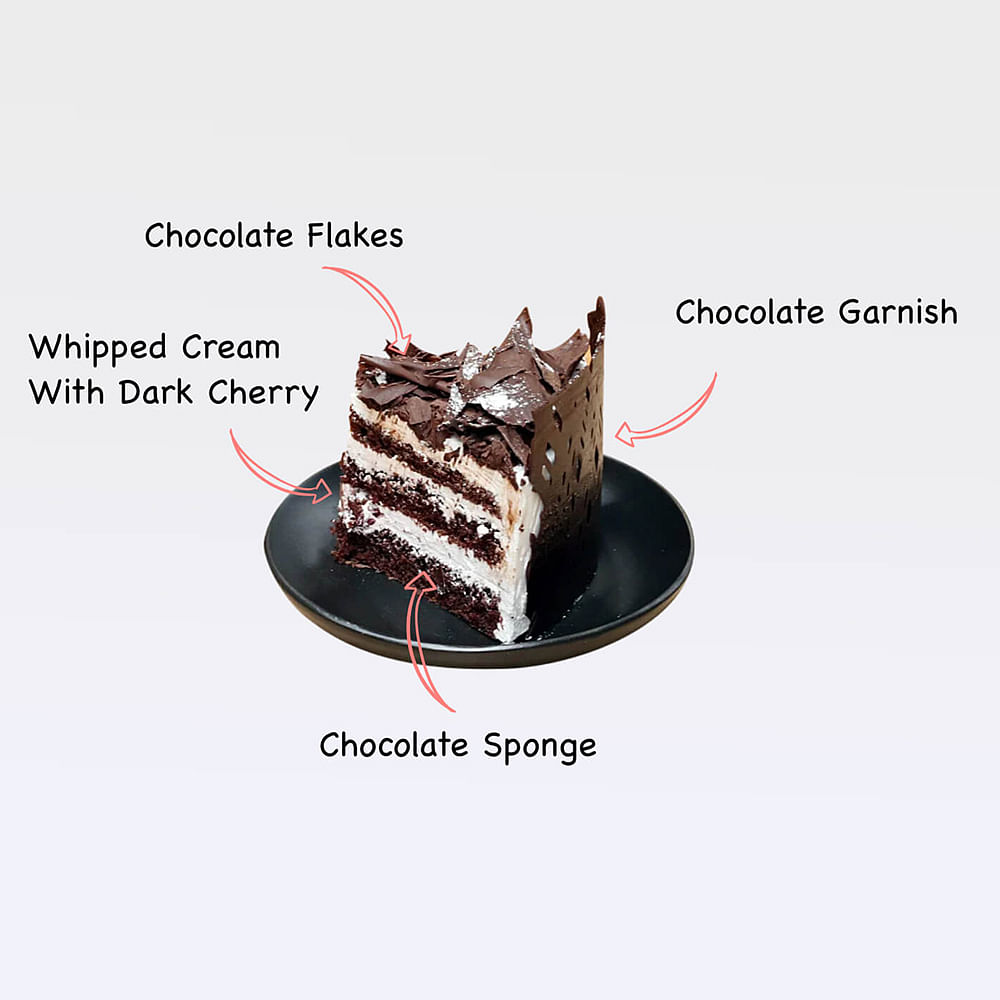 Chocolate Flakes
Chocolate Garnish
Whipped Cream
With Dark Cherry
Chocolate Sponge